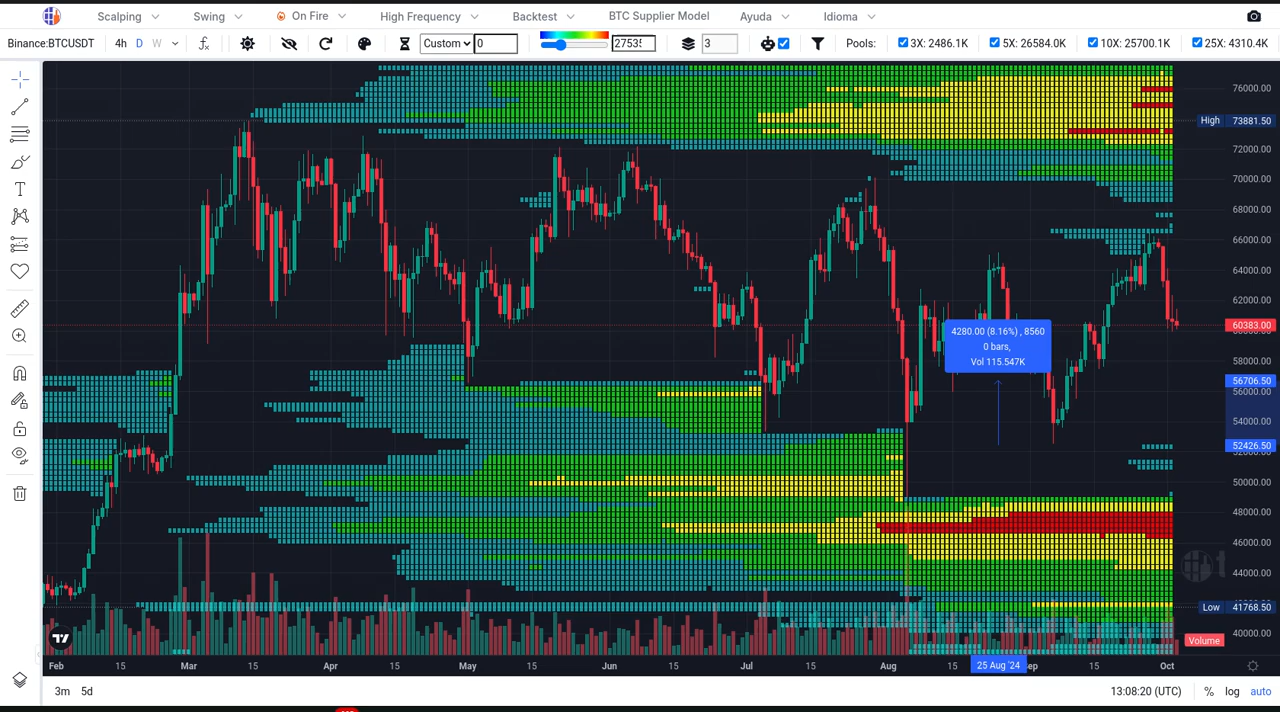 Scalping Swing On Fire High Frequency Backtest BTC Supplier Model Ayuda Idioma
Binance:BTCUSDT 4h D W Custom 0 2753 3 Pools: 3X: 2486.1K 5X: 26584.0K 10X: 25700.1K 25X: 4310.4K
76000.00
High 73881.50
72000.00
70000.00
68000.00
66000.00
64000.00
62000.00
60383.00
58000.00
56706.50
56000.00
54000.00
52426.50
50000.00
48000.00
46000.00
44000.00
Low 41768.50
40000.00
4280.00 (8.16%) , 8560
0 bars,
Vol 115.547K
Volume
Feb 15 Mar 15 Apr 15 May 15 Jun 15 Jul 15 Aug 15 25 Aug '24 ep 15 Oct
3m 5d 13:08:20 (UTC) % log auto